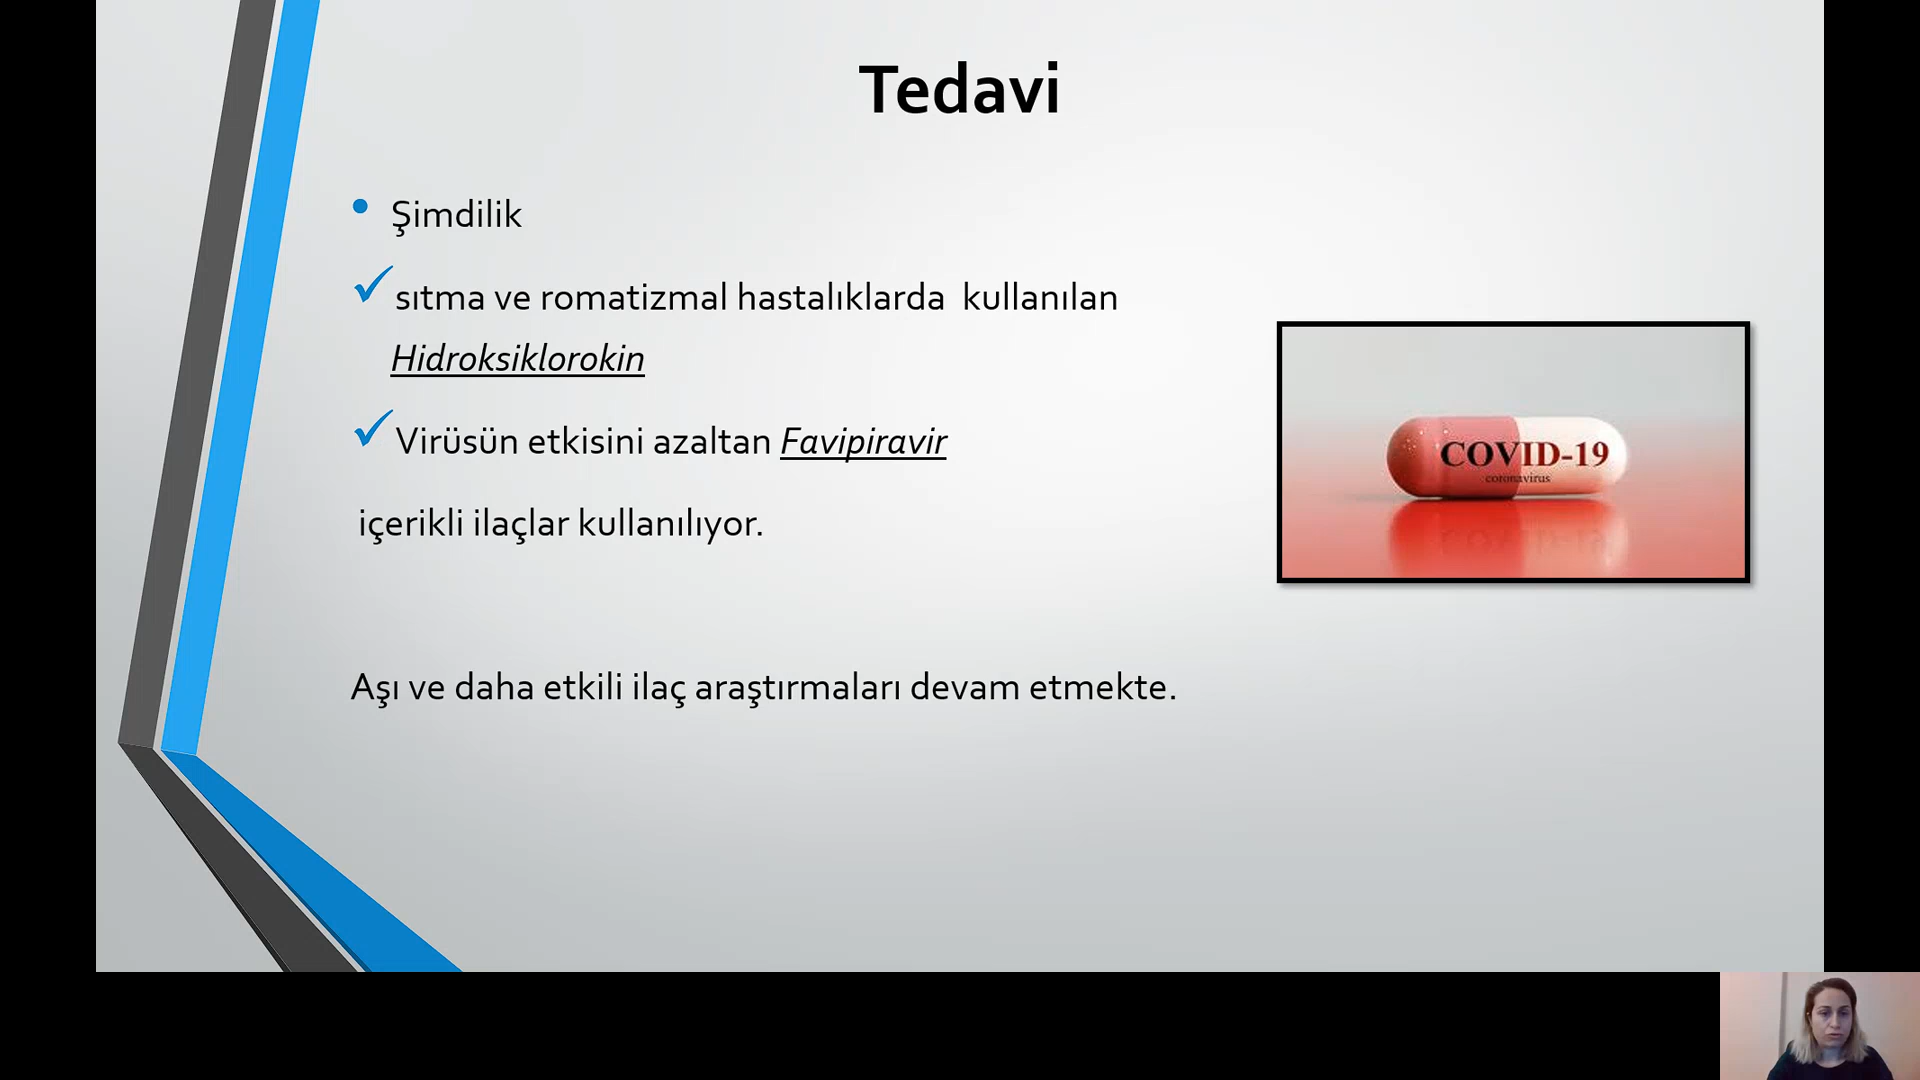 Tedavi
Şimdilik
sıtma ve romatizmal hastalıklarda kullanılan
Hidroksiklorokin
Virüsün etkisini azaltan Favipiravir
içerikli ilaçlar kullanılıyor.
COVID-19
coronavirus
Aşı ve daha etkili ilaç araştırmaları devam etmekte.